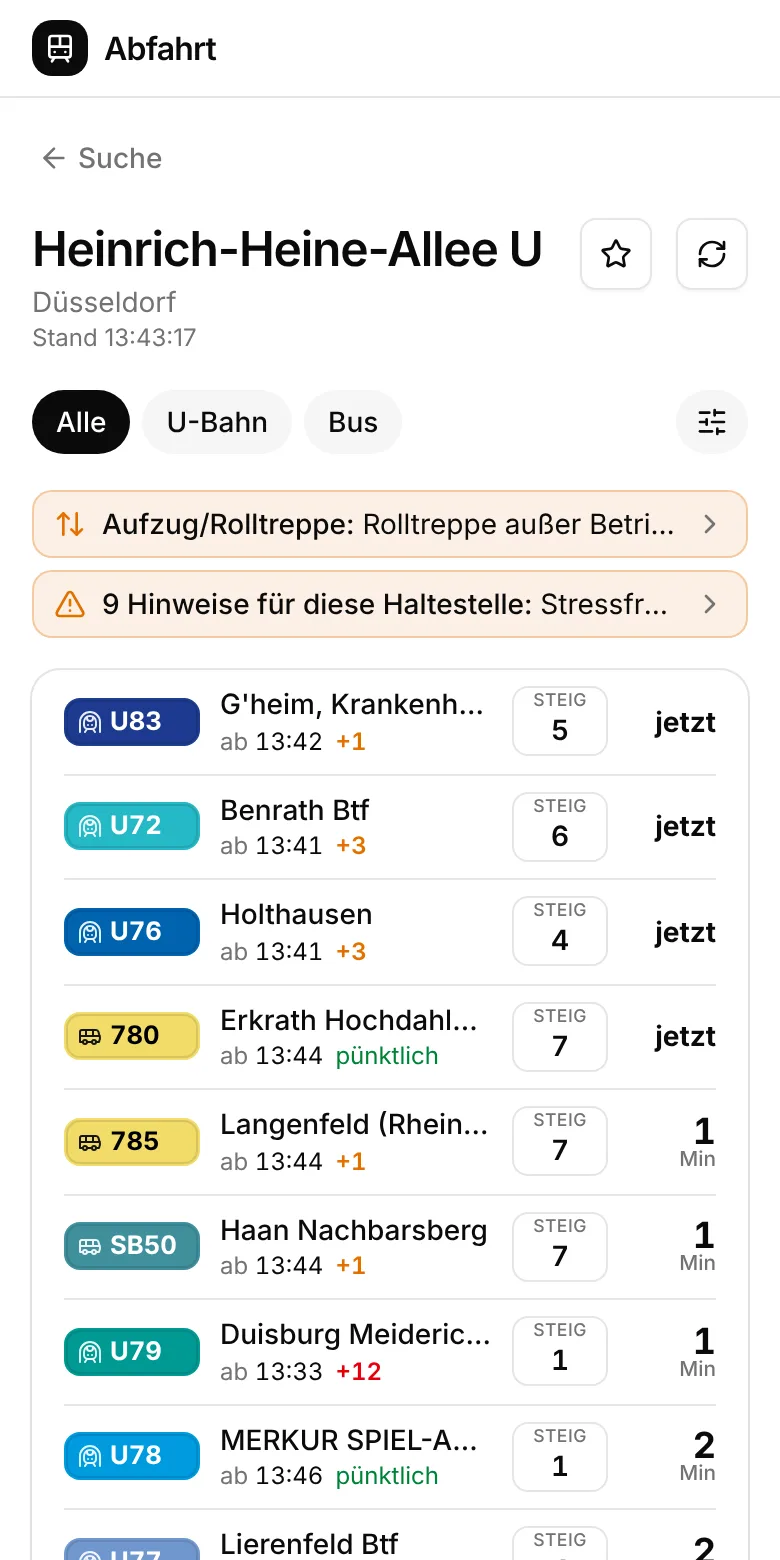 Abfahrt
Suche
Heinrich-Heine-Allee U
Düsseldorf
Stand 13:43:17
Alle U-Bahn Bus
Aufzug/Rolltreppe: Rolltreppe außer Betri...
9 Hinweise für diese Haltestelle: Stressfr...
U83 G'heim, Krankenh... STEIG 5 jetzt
ab 13:42 +1
U72 Benrath Btf STEIG 6 jetzt
ab 13:41 +3
U76 Holthausen STEIG 4 jetzt
ab 13:41 +3
780 Erkrath Hochdahl... STEIG 7 jetzt
ab 13:44 pünktlich
785 Langenfeld (Rhein... STEIG 7 1 Min
ab 13:44 +1
SB50 Haan Nachbarsberg STEIG 7 1 Min
ab 13:44 +1
U79 Duisburg Meideric... STEIG 1 1 Min
ab 13:33 +12
U78 MERKUR SPIEL-A... STEIG 1 2 Min
ab 13:46 pünktlich
U77 Lierenfeld Btf STEIG 2